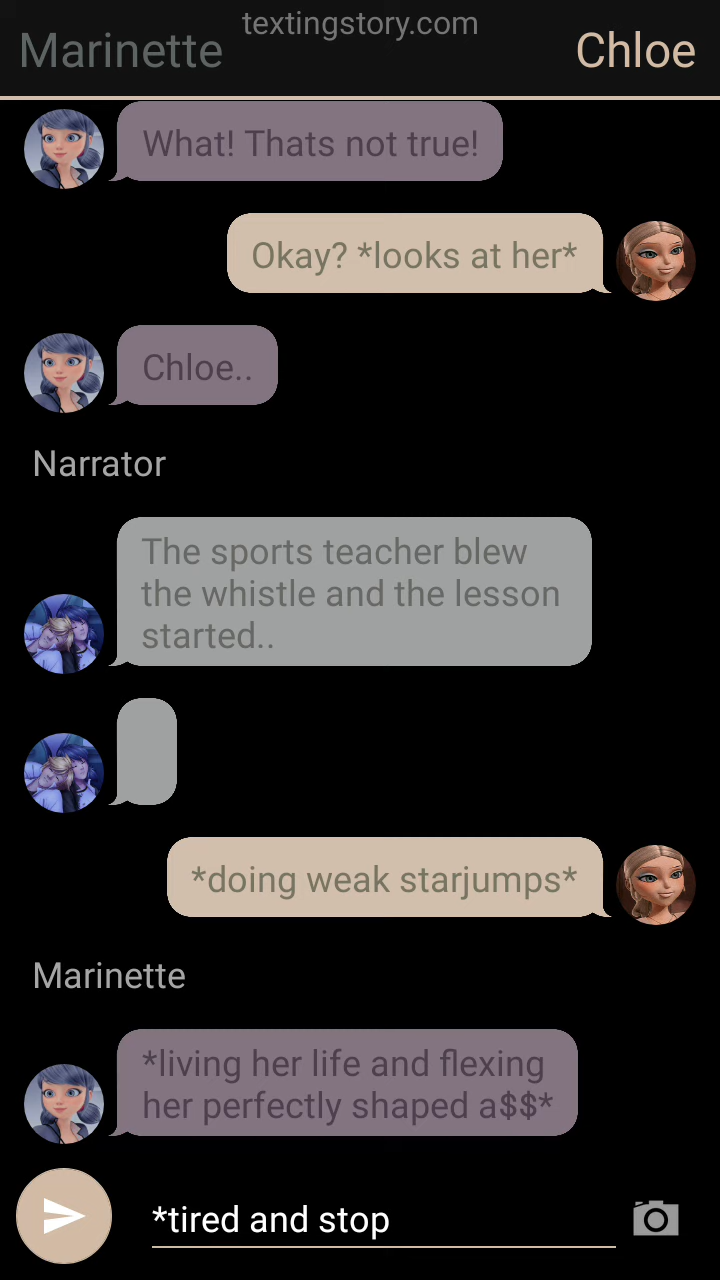 textingstory.com
Marinette
Chloe
What! Thats not true!
Okay? *looks at her*
Chloe..
Narrator
The sports teacher blew
the whistle and the lesson
started..
*doing weak starjumps*
Marinette
*living her life and flexing
her perfectly shaped a$$*
*tired and stop